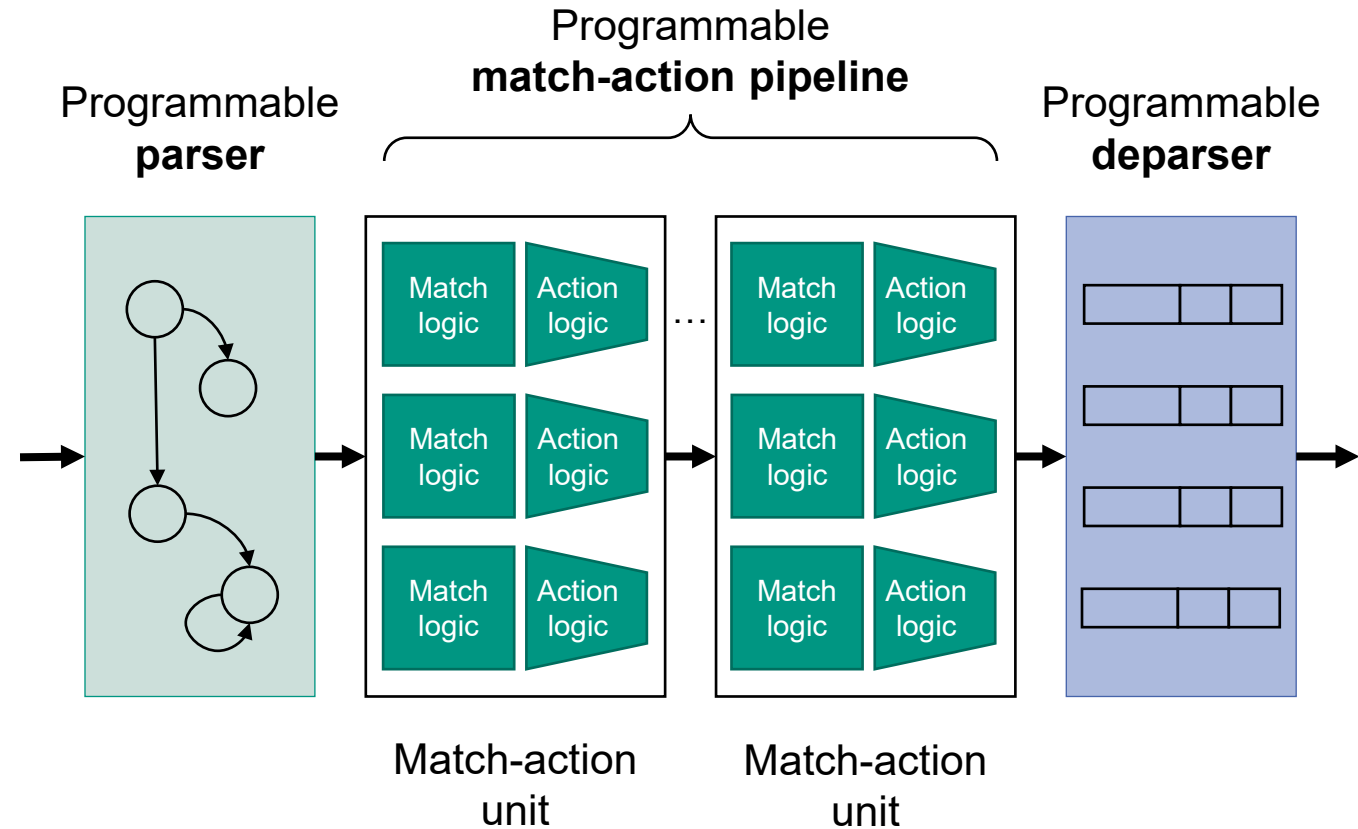 Programmable
match-action pipeline
Programmable
parser
Programmable
deparser
Match
logic
Action
logic
...
Match
logic
Action
logic
Match
logic
Action
logic
Match
logic
Action
logic
Match
logic
Action
logic
Match
logic
Action
logic
Match-action
unit
Match-action
unit